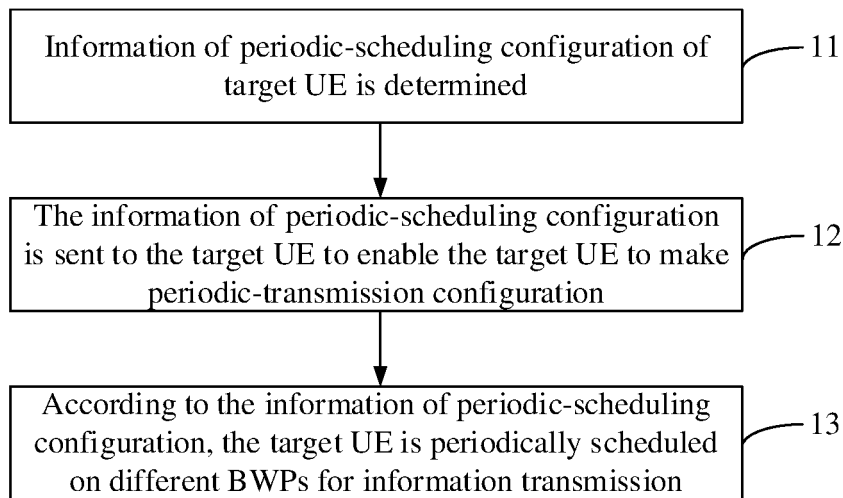 Information of periodic-scheduling configuration of
target UE is determined
11
The information of periodic-scheduling configuration
is sent to the target UE to enable the target UE to make
periodic-transmission configuration
12
According to the information of periodic-scheduling
configuration, the target UE is periodically scheduled
on different BWPs for information transmission
13